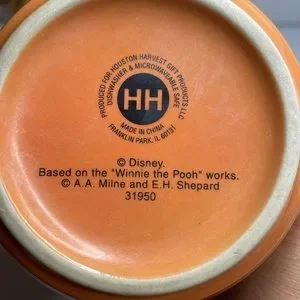 PRODUCED FOR HOUSTON HARVEST GIFT PRODUCTS LLC
DISHWASHER & MICROWAVEABLE SAFE
HH
MADE IN CHINA
FRANKLIN PARK, IL 60131
© Disney.
Based on the "Winnie the Pooh" works.
© A.A. Milne and E.H. Shepard
31950